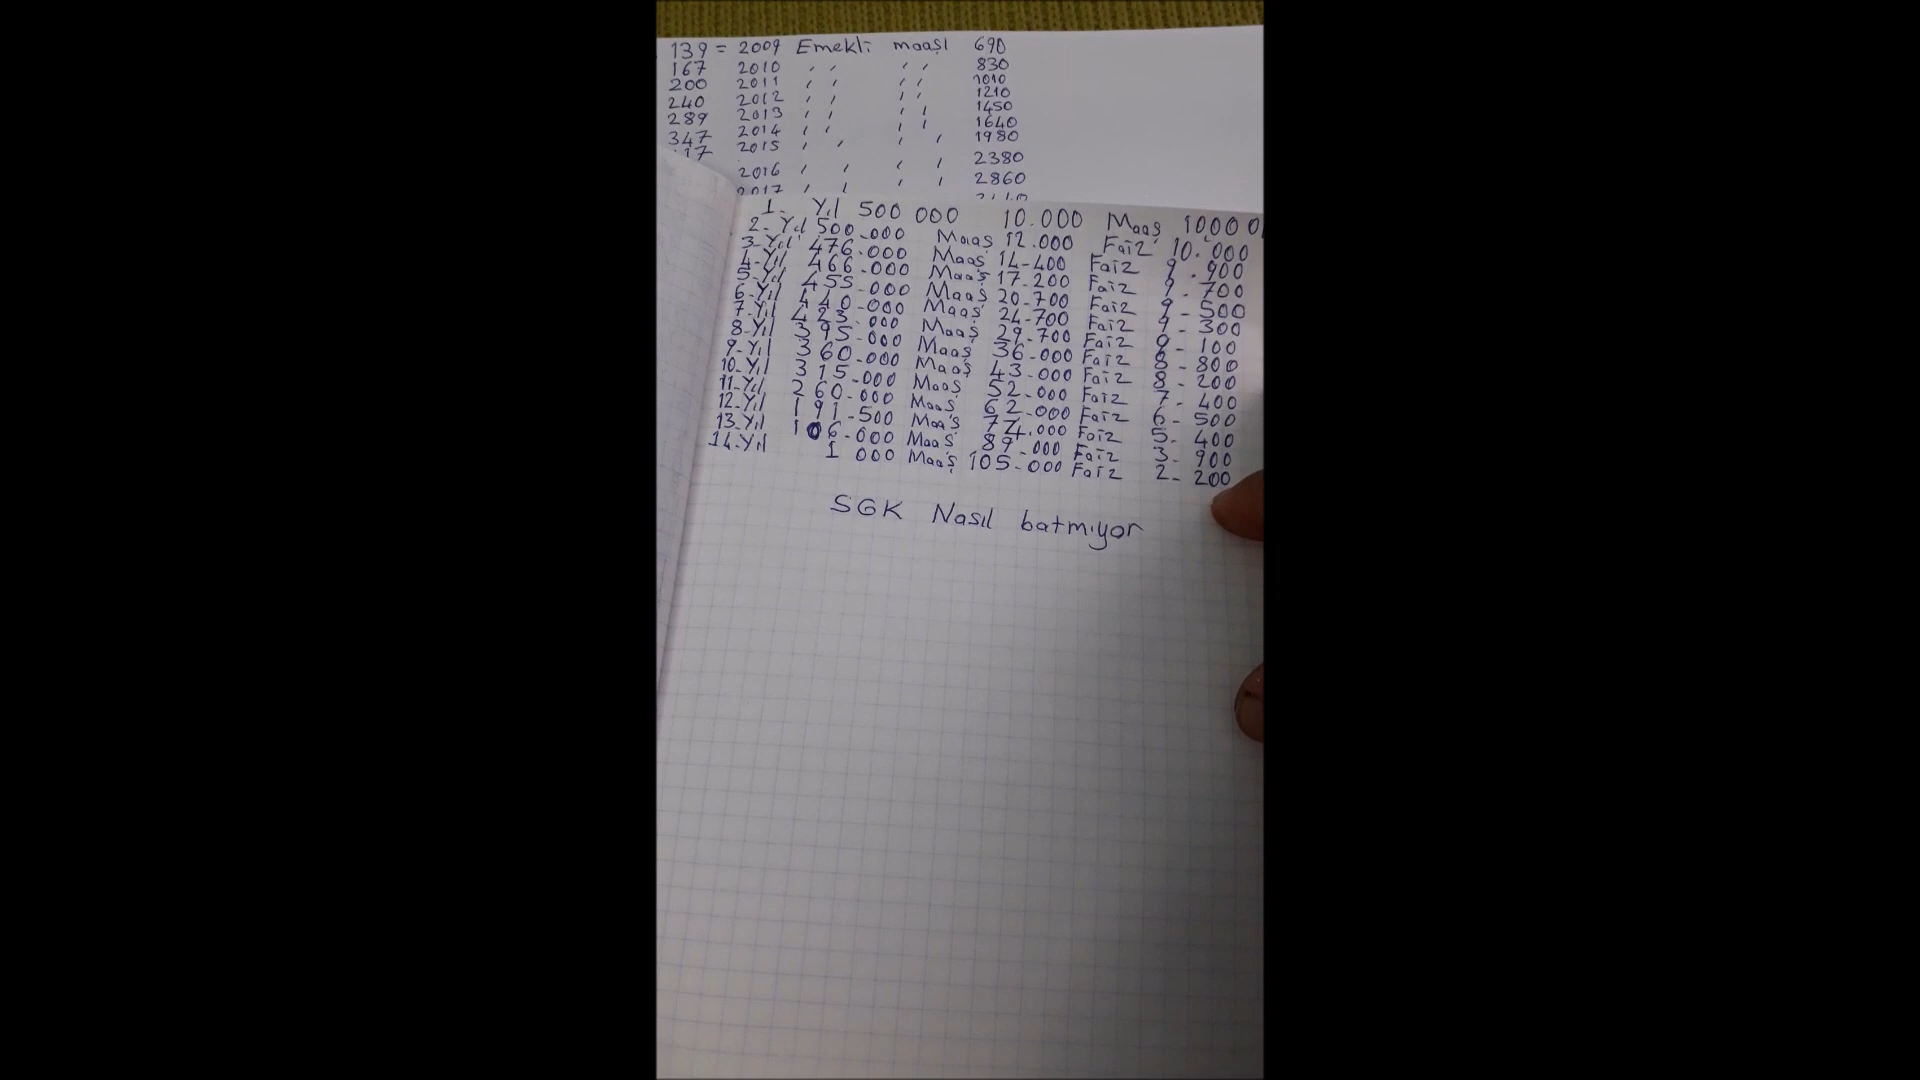 139 = 2009 Emekli maaşı 690
167 2010 ' ' ' ' 830
200 2011 ' ' ' ' 1010
240 2012 ' ' ' ' 1210
289 2013 ' ' ' ' 1450
347 2014 ' ' ' ' 1640
17 2015 ' ' ' ' 1980
2016 ' ' ' ' 2380
2017 ' ' ' ' 2860
1- Yıl 500 000 10.000 Maaş 10000
2-Yıl 500-000 Maaş 12.000 Faiz 10.000
3-Yıl 476.000 Maaş 14-400 Faiz 9.900
4-Yıl 466-000 Maaş 17-200 Faiz 9-700
5-Yıl 455-000 Maaş 20-700 Faiz 9-500
6-Yıl 440-000 Maaş 24-700 Faiz 9-300
7-Yıl 423-000 Maaş 29-700 Faiz 9-100
8-Yıl 395-000 Maaş 36-000 Faiz 8-800
9-Yıl 360-000 Maaş 43-000 Faiz 8-200
10-Yıl 315-000 Maaş 52-000 Faiz 7-400
11-Yıl 260-000 Maaş 62-000 Faiz 6-500
12-Yıl 191-500 Maaş 74.000 Faiz 5-400
13-Yıl 106-000 Maaş 89-000 Faiz 3-900
14-Yıl 1 000 Maaş 105-000 Faiz 2-200
SGK Nasıl batmıyor